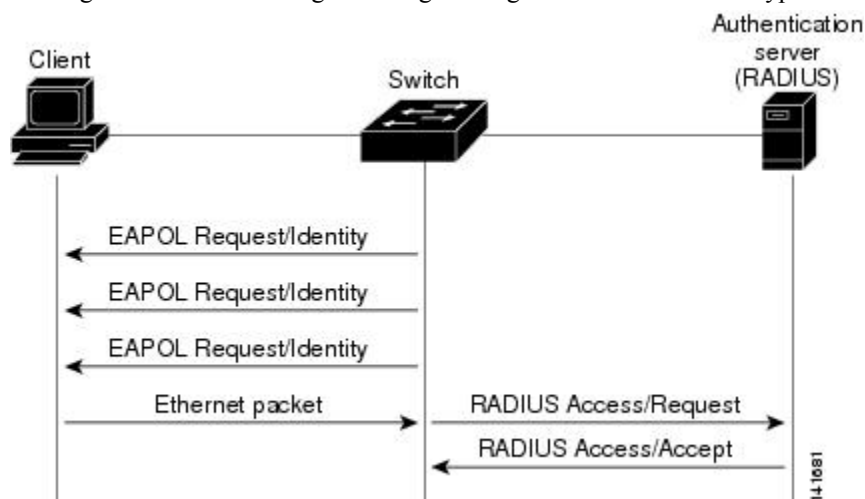 Client
Switch
Authentication
server
(RADIUS)
EAPOL Request/Identity
EAPOL Request/Identity
EAPOL Request/Identity
Ethernet packet
RADIUS Access/Request
RADIUS Access/Accept
141681